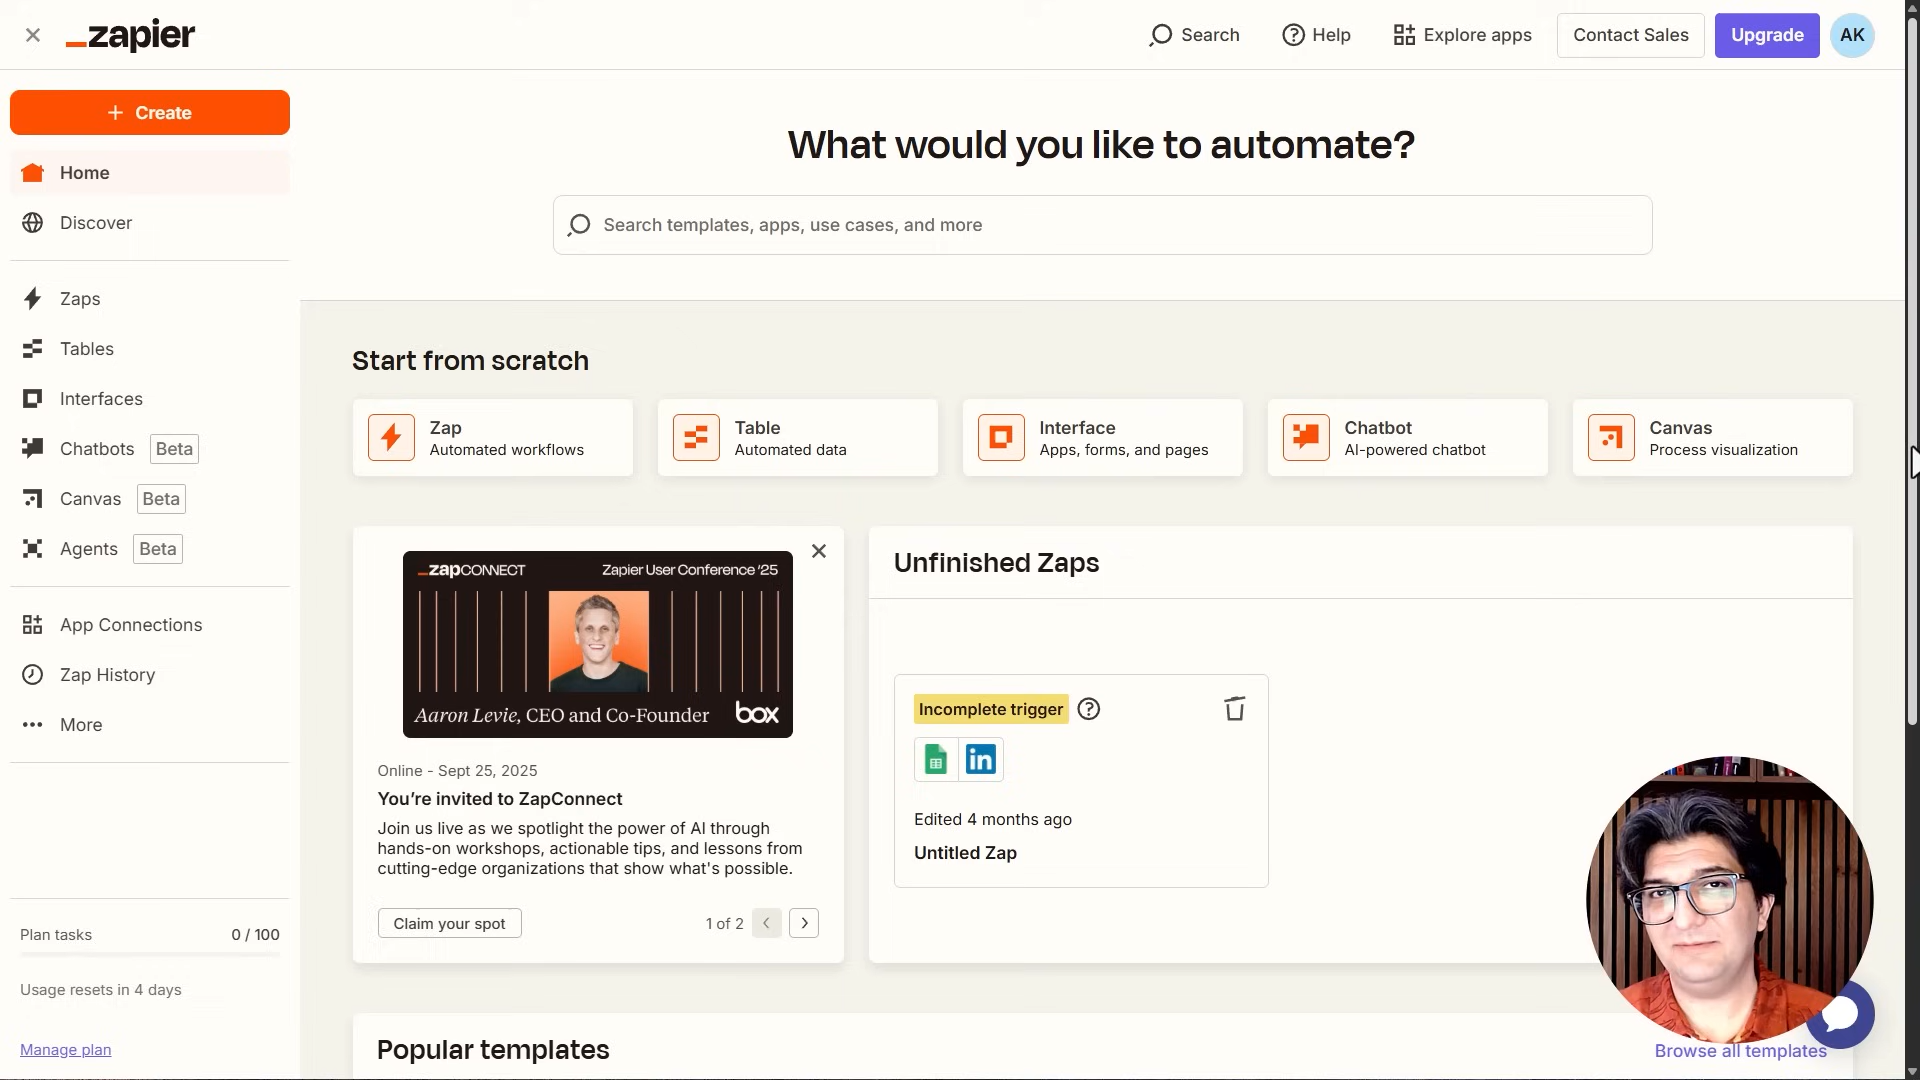 zapier
Search
Help
Explore apps
Contact Sales
Upgrade
AK
Create
Home
Discover
Zaps
Tables
Interfaces
Chatbots Beta
Canvas Beta
Agents Beta
App Connections
Zap History
More
Plan tasks 0 / 100
Usage resets in 4 days
Manage plan
What would you like to automate?
Search templates, apps, use cases, and more
Start from scratch
Zap
Automated workflows
Table
Automated data
Interface
Apps, forms, and pages
Chatbot
AI-powered chatbot
Canvas
Process visualization
zapCONNECT
Zapier User Conference '25
Aaron Levie, CEO and Co-Founder
box
Online - Sept 25, 2025
You're invited to ZapConnect
Join us live as we spotlight the power of AI through
hands-on workshops, actionable tips, and lessons from
cutting-edge organizations that show what's possible.
Claim your spot
1 of 2
Unfinished Zaps
Incomplete trigger
in
Edited 4 months ago
Untitled Zap
Popular templates
Browse all templates